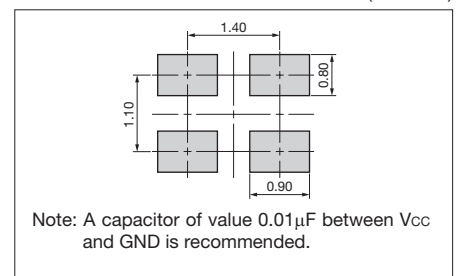 1.40
0.80
1.10
0.90
Note: A capacitor of value 0.01μF between Vcc
and GND is recommended.